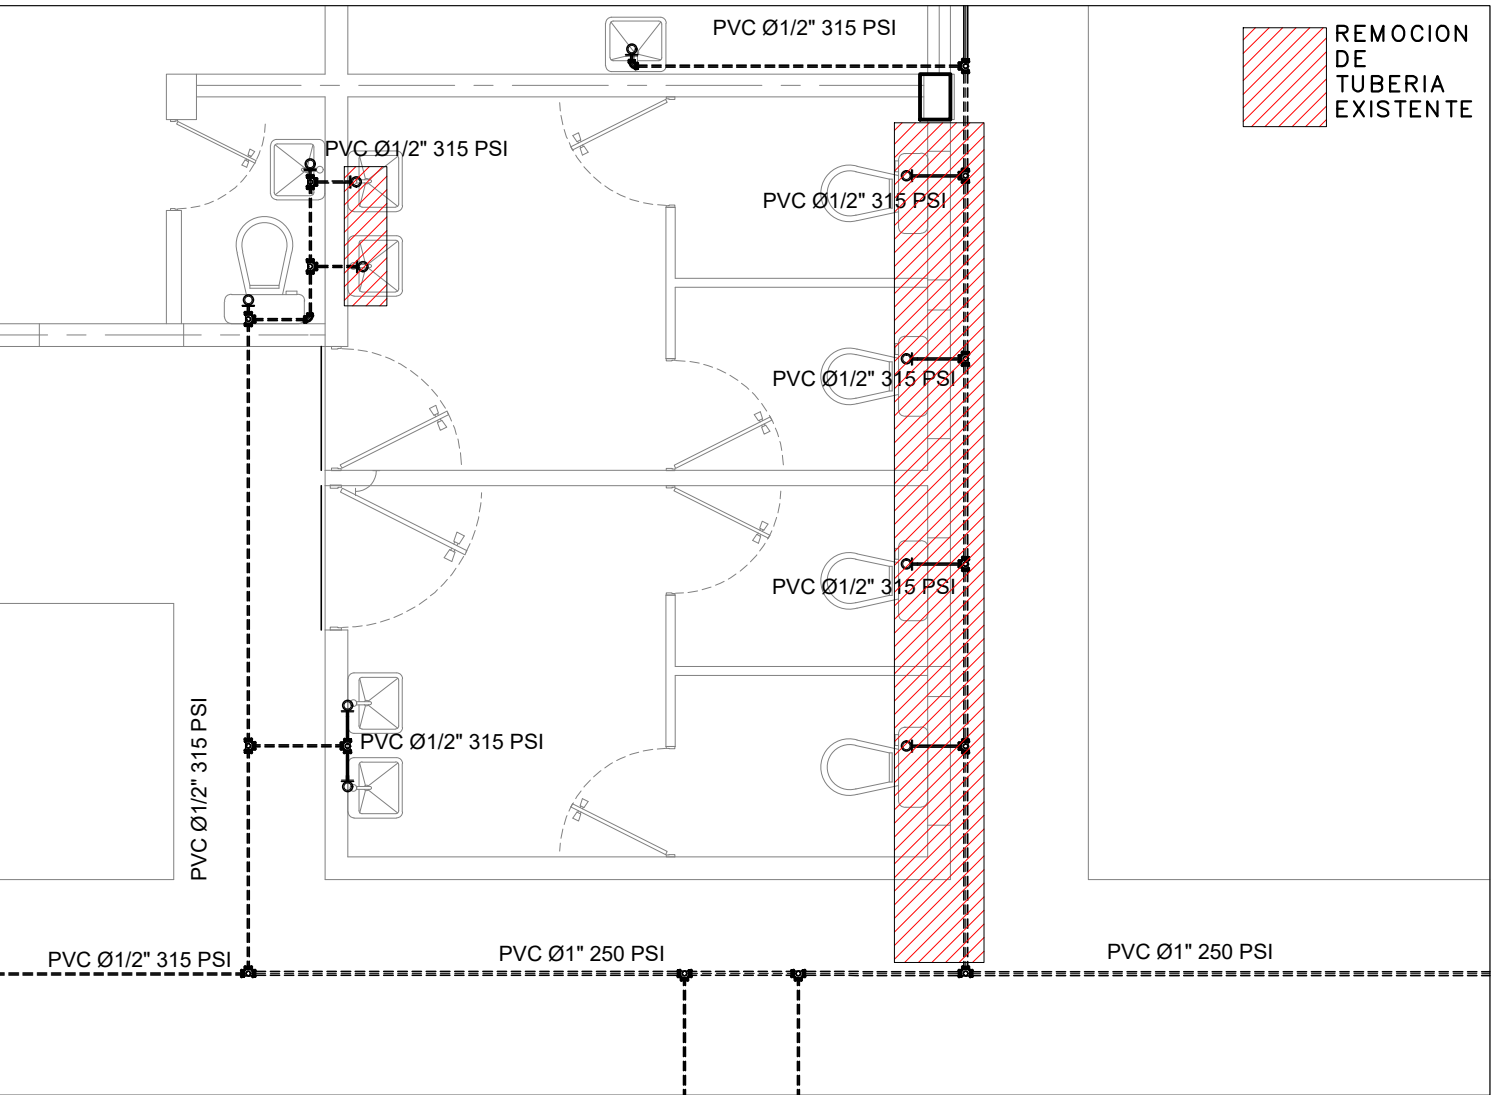 PVC Ø1/2" 315 PSI
REMOCION
DE
TUBERIA
EXISTENTE
PVC Ø1/2" 315 PSI
PVC Ø1/2" 315 PSI
PVC Ø1/2" 315 PSI
PVC Ø1/2" 315 PSI
PVC Ø1/2" 315 PSI
PVC Ø1/2" 315 PSI
PVC Ø1/2" 315 PSI
PVC Ø1" 250 PSI
PVC Ø1" 250 PSI